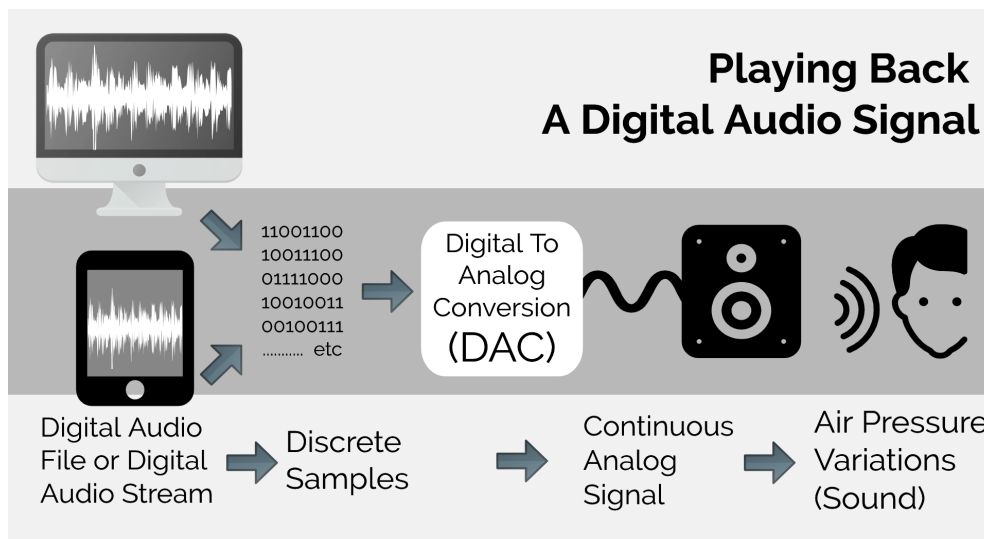 Playing Back
A Digital Audio Signal
11001100
10011100
01111000
10010011
00100111
........... etc
Digital To
Analog
Conversion
(DAC)
Digital Audio
File or Digital
Audio Stream
Discrete
Samples
Continuous
Analog
Signal
Air Pressure
Variations
(Sound)